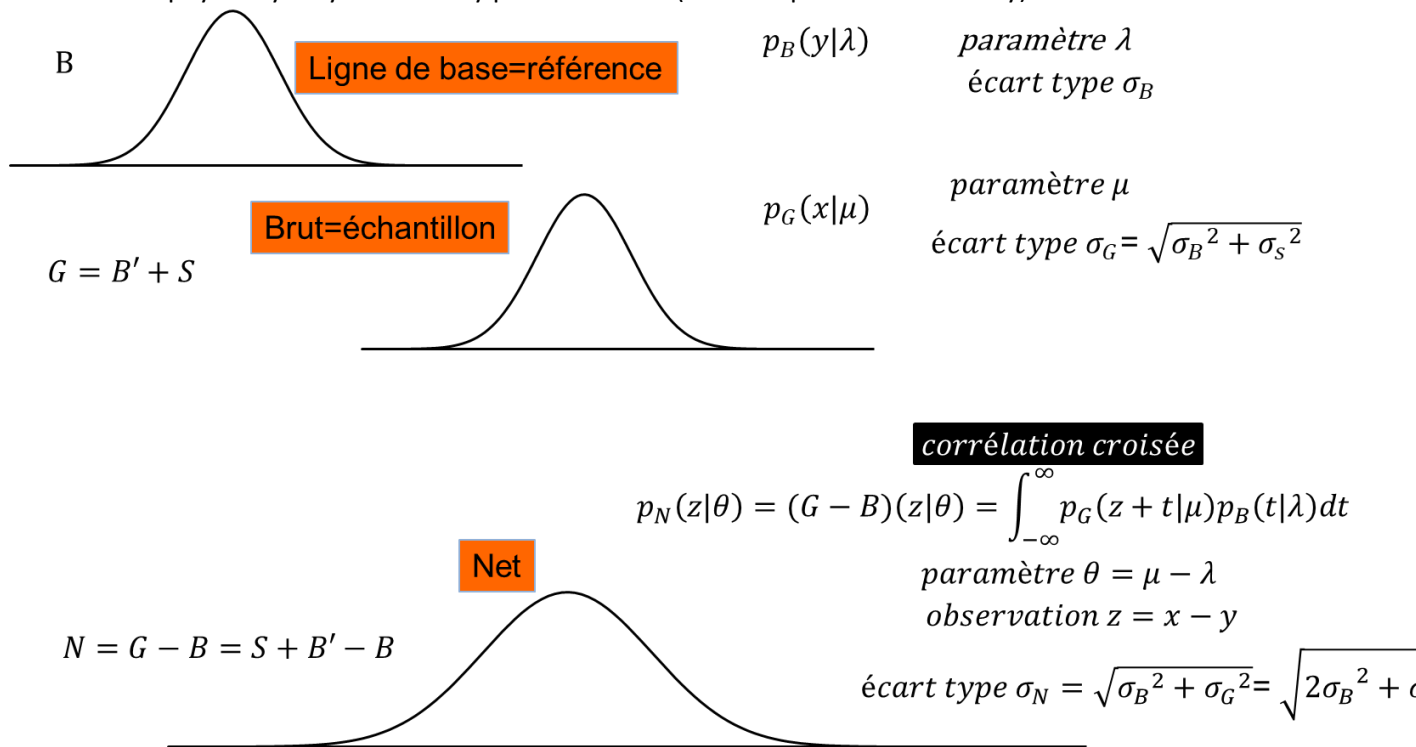 B
Ligne de base=référence
p_B(y|λ)
paramètre λ
écart type σ_B
Brut=échantillon
p_G(x|μ)
paramètre μ
écart type σ_G= √(σ_B² + σ_s²)
G = B′ + S
corrélation croisée
p_N(z|θ) = (G − B)(z|θ) = ∫_{−∞}^{∞} p_G(z + t|μ)p_B(t|λ)dt
Net
paramètre θ = μ − λ
observation z = x − y
N = G − B = S + B′ − B
écart type σ_N = √(σ_B² + σ_G²)= √(2σ_B² +